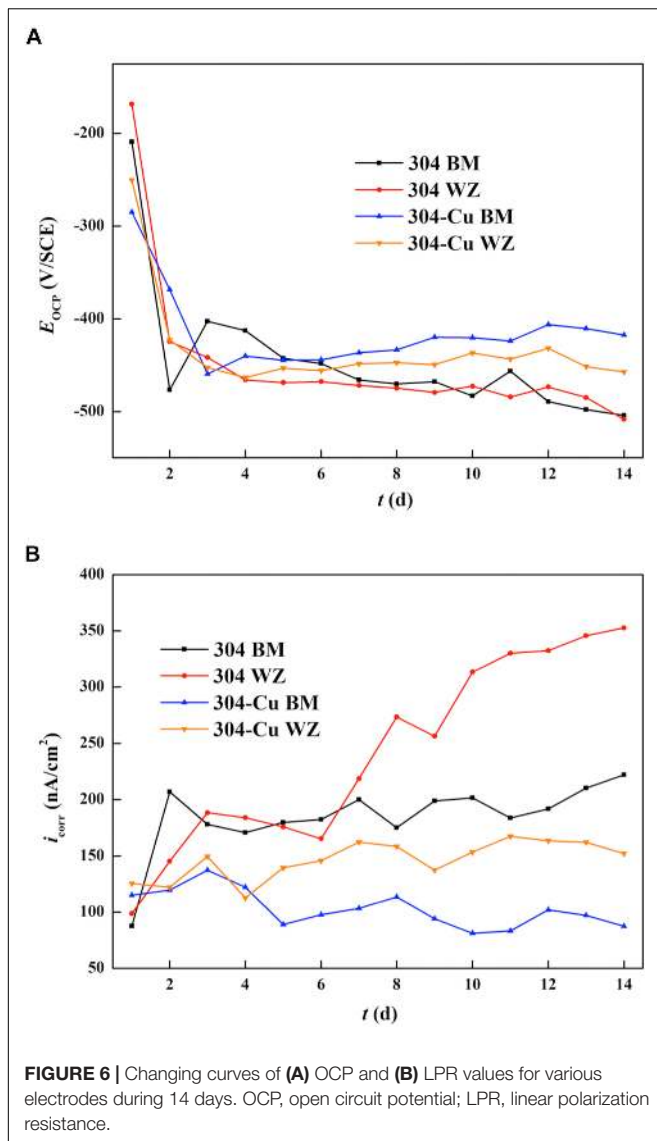 A
-200
-300
-400
-500
E_OCP (V/SCE)
304 BM
304 WZ
304-Cu BM
304-Cu WZ
2 4 6 8 10 12 14
t (d)
B
400
350
300
250
200
150
100
50
i_corr (nA/cm²)
304 BM
304 WZ
304-Cu BM
304-Cu WZ
2 4 6 8 10 12 14
t (d)
FIGURE 6 | Changing curves of (A) OCP and (B) LPR values for various
electrodes during 14 days. OCP, open circuit potential; LPR, linear polarization
resistance.